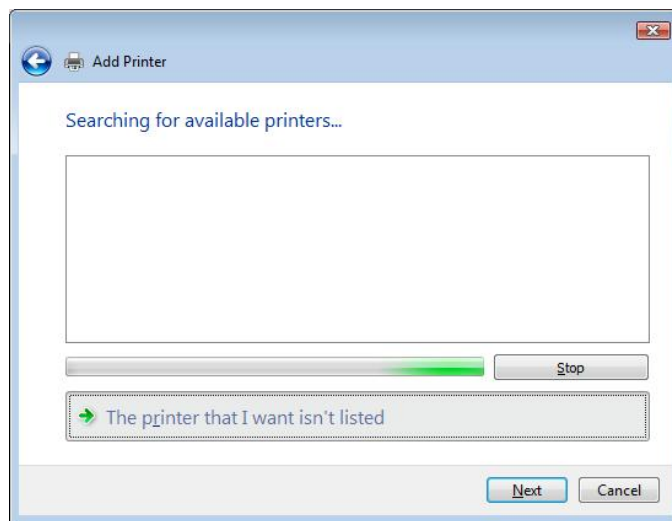 Add Printer
Searching for available printers...
Stop
The printer that I want isn't listed
Next Cancel